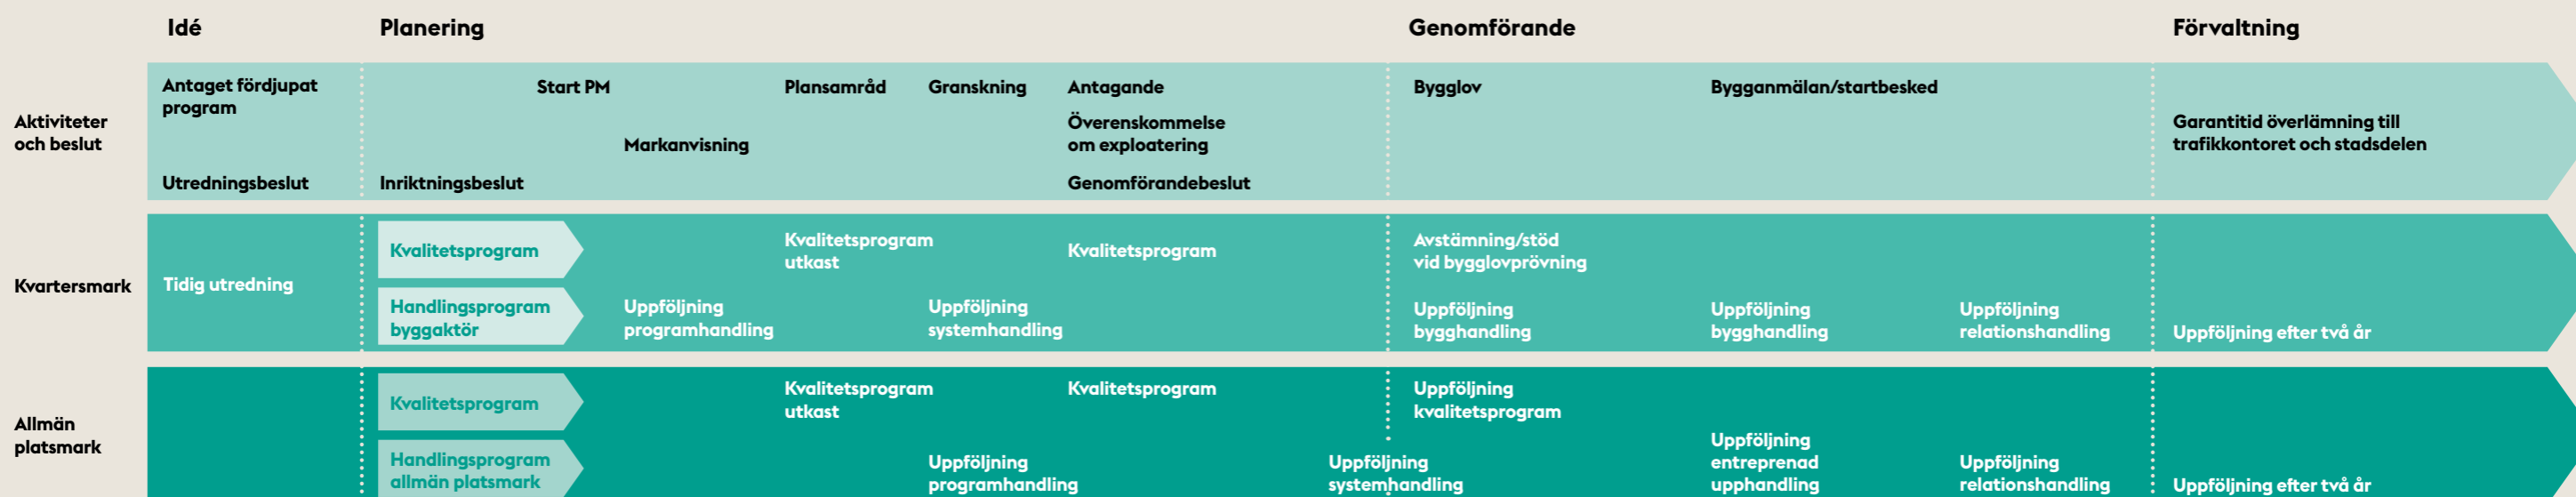 Idé
Planering
Genomförande
Förvaltning
Aktiviteter
och beslut
Antaget fördjupat
program
Utredningsbeslut
Start PM
Markanvisning
Inriktningsbeslut
Plansamråd
Granskning
Antagande
Överenskommelse
om exploatering
Genomförandebeslut
Bygglov
Bygganmälan/startbesked
Garantitid överlämning till
trafikkontoret och stadsdelen
Kvartersmark
Tidig utredning
Kvalitetsprogram
Kvalitetsprogram
utkast
Kvalitetsprogram
Avstämning/stöd
vid bygglovprövning
Handlingsprogram
byggaktör
Uppföljning
programhandling
Uppföljning
systemhandling
Uppföljning
bygghandling
Uppföljning
bygghandling
Uppföljning
relationshandling
Uppföljning efter två år
Allmän
platsmark
Kvalitetsprogram
Kvalitetsprogram
utkast
Kvalitetsprogram
Uppföljning
kvalitetsprogram
Handlingsprogram
allmän platsmark
Uppföljning
programhandling
Uppföljning
systemhandling
Uppföljning
entreprenad
upphandling
Uppföljning
relationshandling
Uppföljning efter två år